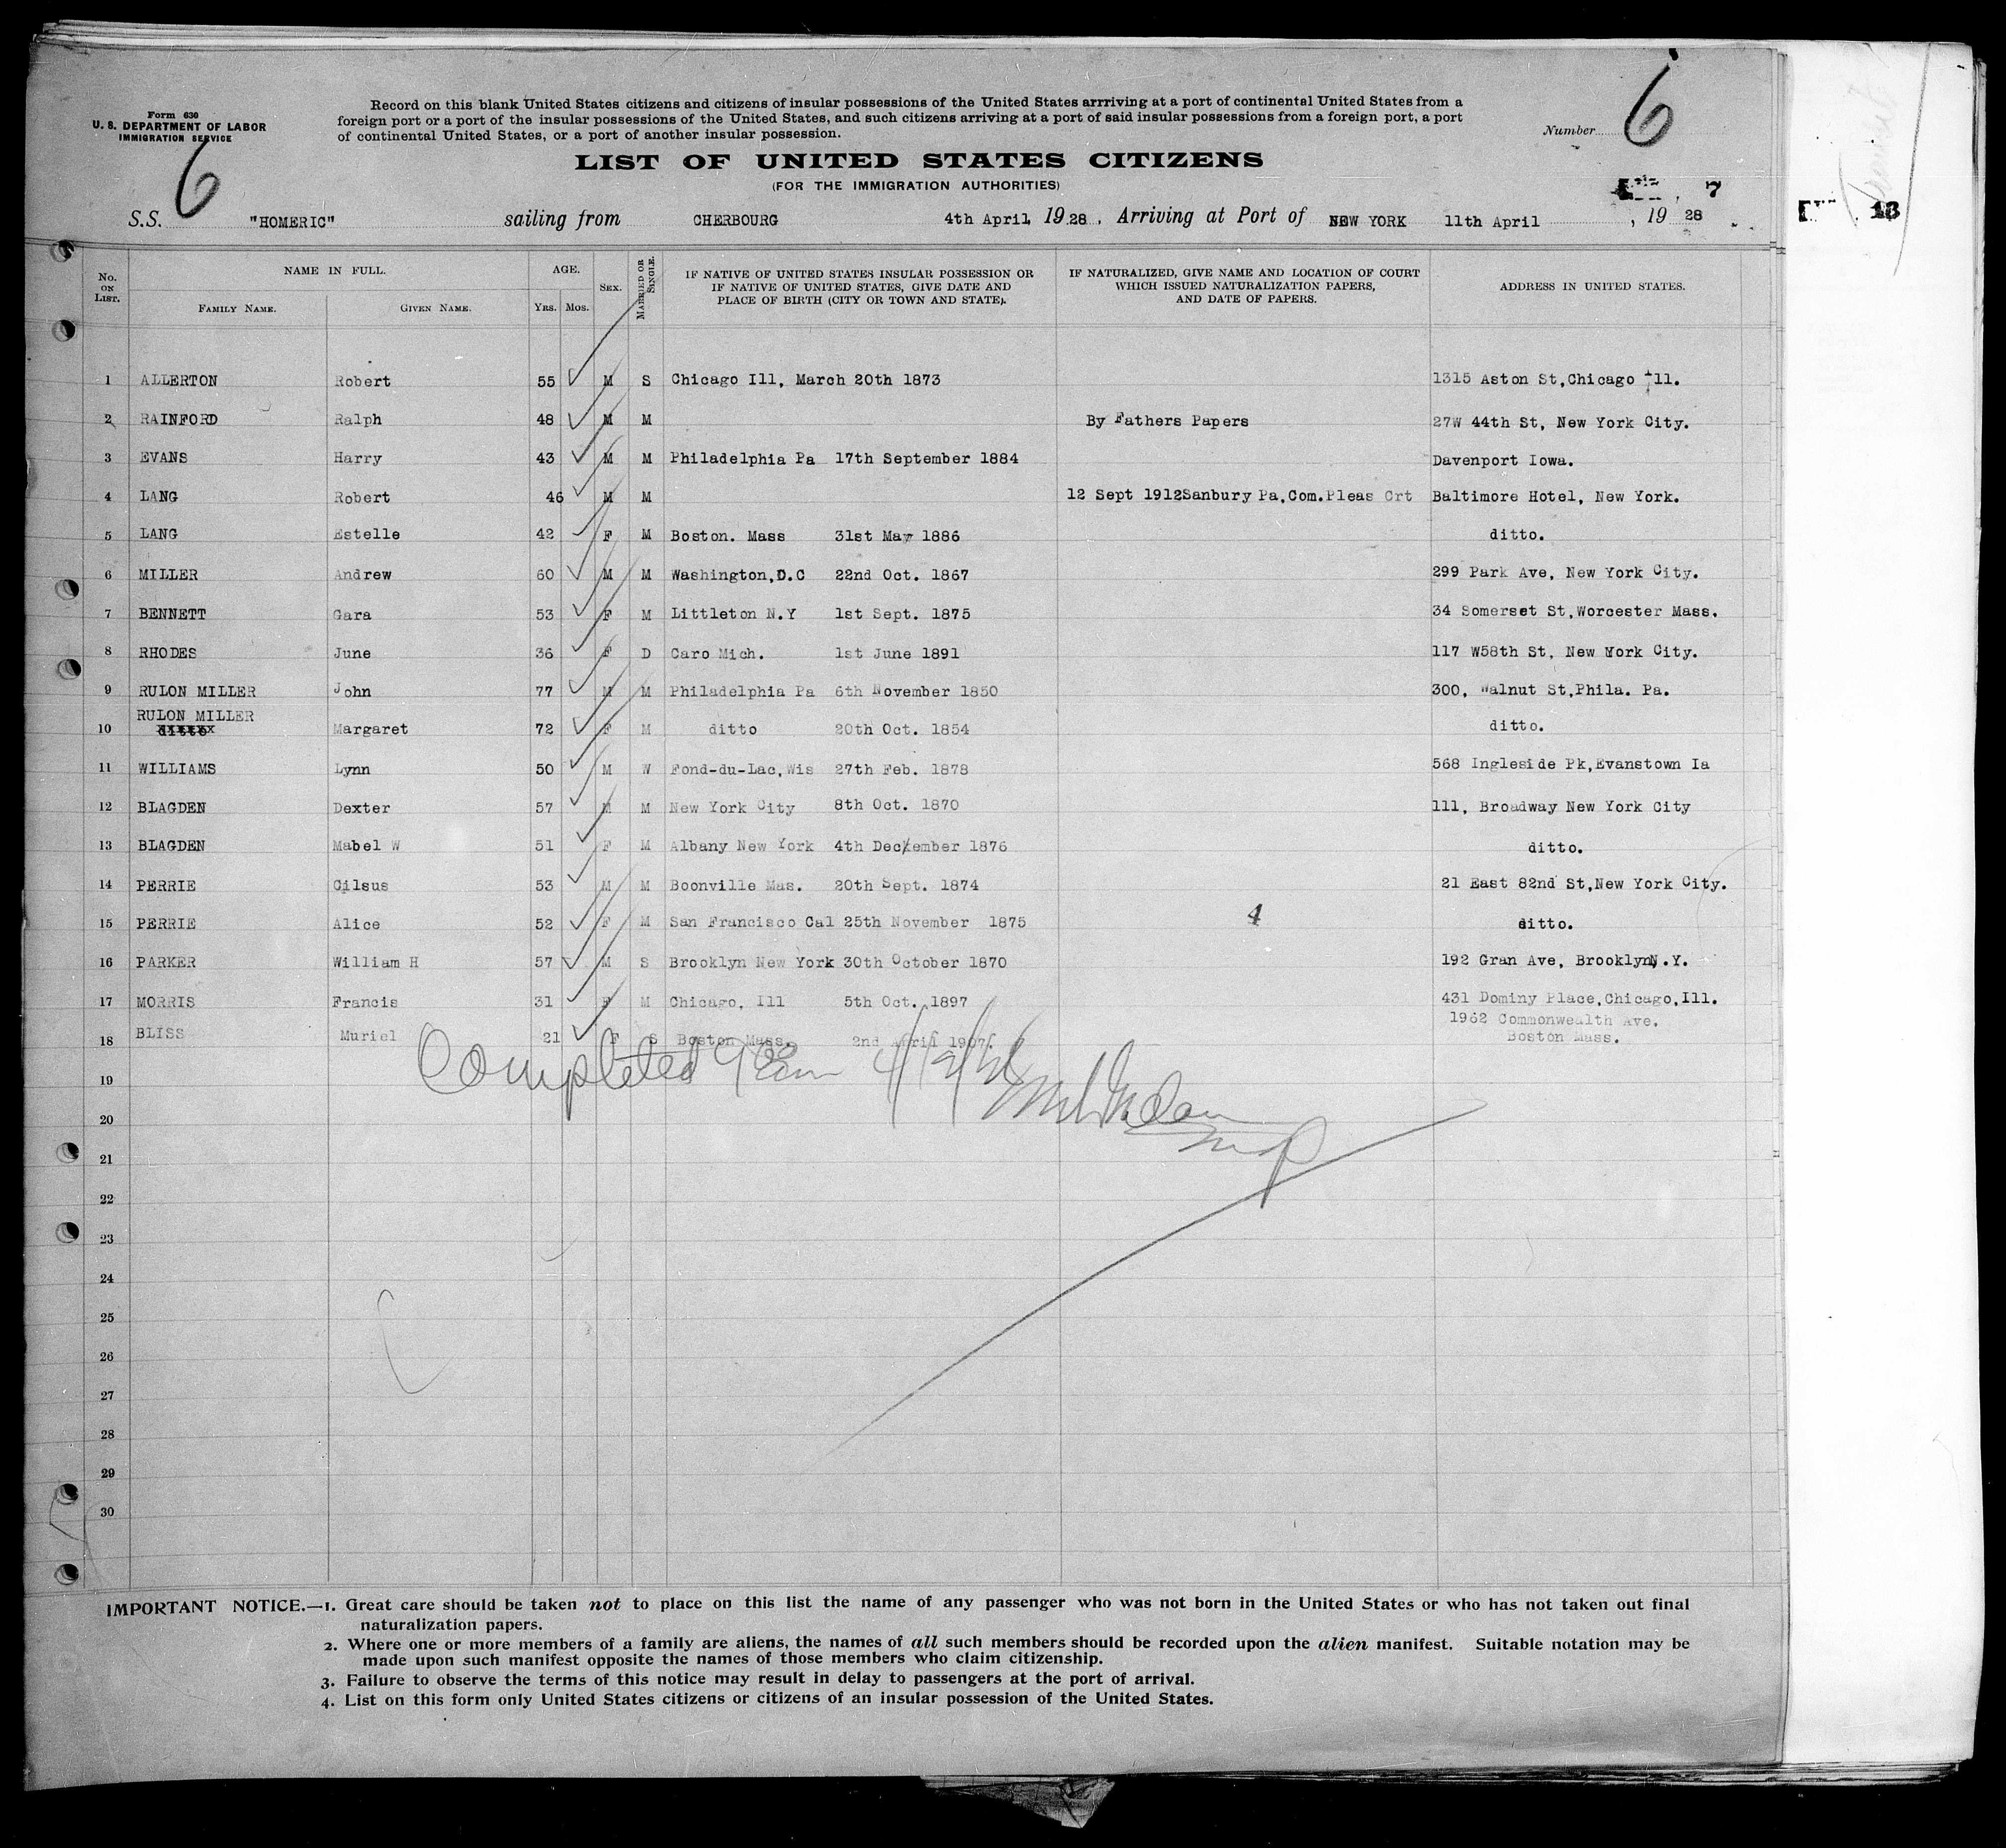 Form 630
U. S. DEPARTMENT OF LABOR
IMMIGRATION SERVICE
Record on this blank United States citizens and citizens of insular possessions of the United States arrriving at a port of continental United States from a
foreign port or a port of the insular possessions of the United States, and such citizens arriving at a port of said insular possessions from a foreign port, a port
of continental United States, or a port of another insular possession.
Number 6
6
LIST OF UNITED STATES CITIZENS
(FOR THE IMMIGRATION AUTHORITIES)
7
S.S. "HOMERIC" sailing from CHERBOURG 4th April, 19 28. Arriving at Port of NEW YORK 11th April, 19 28
13
No. ON LIST. NAME IN FULL. AGE. SEX. MARRIED OR SINGLE. IF NATIVE OF UNITED STATES INSULAR POSSESSION OR IF NATIVE OF UNITED STATES, GIVE DATE AND PLACE OF BIRTH (CITY OR TOWN AND STATE). IF NATURALIZED, GIVE NAME AND LOCATION OF COURT WHICH ISSUED NATURALIZATION PAPERS, AND DATE OF PAPERS. ADDRESS IN UNITED STATES.
FAMILY NAME. GIVEN NAME. YRS. MOS.
1 ALLERTON Robert 55 M S Chicago Ill, March 20th 1873 1315 Aston St,Chicago Ill.
2 RAINFORD Ralph 48 M M By Fathers Papers 27W 44th St, New York City.
3 EVANS Harry 43 M M Philadelphia Pa 17th September 1884 Davenport Iowa.
4 LANG Robert 46 M M 12 Sept 1912Sanbury Pa,Com.Pleas Crt Baltimore Hotel, New York.
5 LANG Estelle 42 F M Boston. Mass 31st May 1886 ditto.
6 MILLER Andrew 60 M M Washington,D.C 22nd Oct. 1867 299 Park Ave, New York City.
7 BENNETT Gara 53 F M Littleton N.Y 1st Sept. 1875 34 Somerset St,Worcester Mass.
8 RHODES June 36 F D Caro Mich. 1st June 1891 117 W58th St, New York City.
9 RULON MILLER John 77 M M Philadelphia Pa 6th November 1850 300, Walnut St,Phila. Pa.
RULON MILLER
10 ditto Margaret 72 F M ditto 20th Oct. 1854 ditto.
11 WILLIAMS Lynn 50 M W Fond-du-Lac,Wis 27th Feb. 1878 568 Ingleside Pk,Evanstown Ia
12 BLAGDEN Dexter 57 M M New York City 8th Oct. 1870 111, Broadway New York City
13 BLAGDEN Mabel W 51 F M Albany New York 4th December 1876 ditto.
14 PERRIE Gilsus 53 M M Boonville Mas. 20th Sept. 1874 21 East 82nd St,New York City.
15 PERRIE Alice 52 F M San Francisco Cal 25th November 1875 4 ditto.
16 PARKER William H 57 M S Brooklyn New York 30th October 1870 192 Gran Ave, Brooklyn,N.Y.
17 MORRIS Francis 31 F M Chicago, Ill 5th Oct. 1897 431 Dominy Place,Chicago,Ill.
1962 Commonwealth Ave.
18 BLISS Muriel 21 F S Boston Mass. 2nd April 1907. Boston Mass.
Completed
19
20
21
22
23
24
25
26
27
28
29
30
IMPORTANT NOTICE.—1. Great care should be taken not to place on this list the name of any passenger who was not born in the United States or who has not taken out final
naturalization papers.
2. Where one or more members of a family are aliens, the names of all such members should be recorded upon the alien manifest. Suitable notation may be
made upon such manifest opposite the names of those members who claim citizenship.
3. Failure to observe the terms of this notice may result in delay to passengers at the port of arrival.
4. List on this form only United States citizens or citizens of an insular possession of the United States.